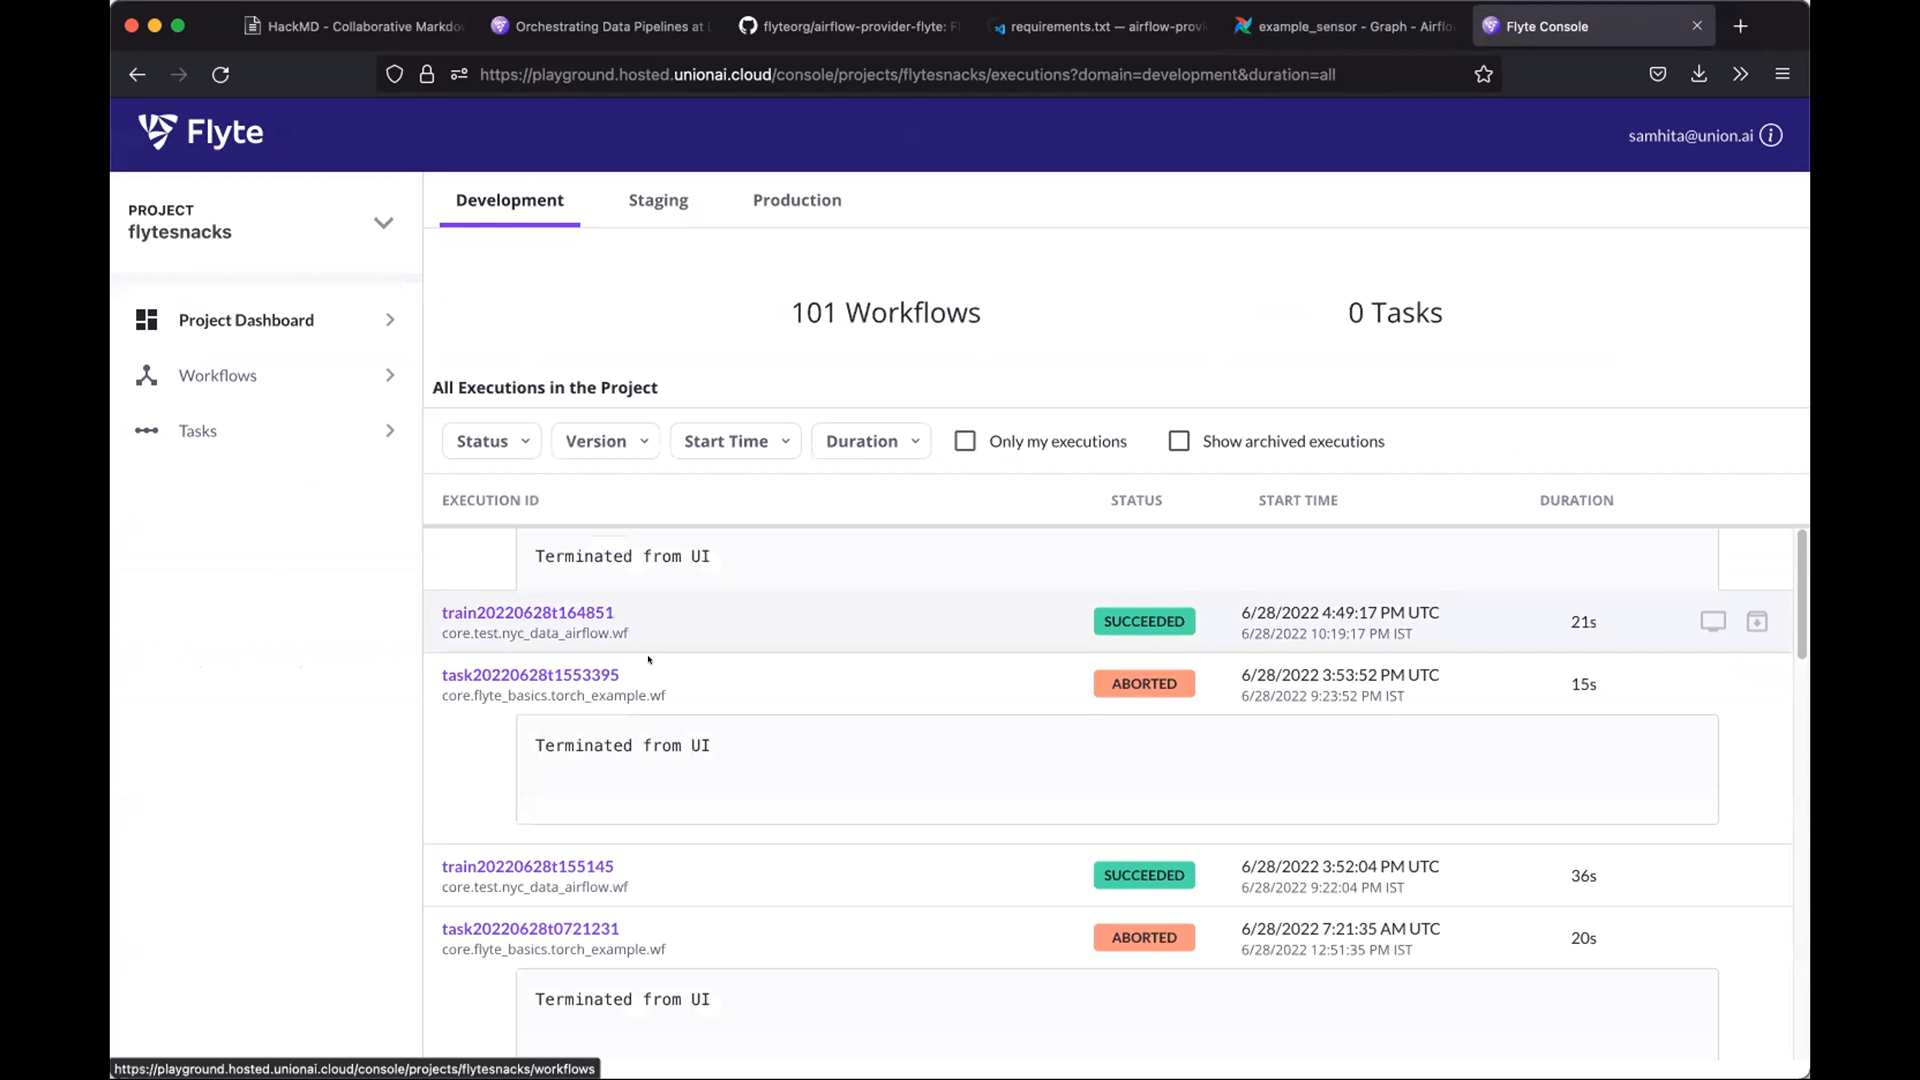 HackMD - Collaborative Markdo
Orchestrating Data Pipelines at L
flyteorg/airflow-provider-flyte: F
requirements.txt — airflow-provi
example_sensor - Graph - Airflo
Flyte Console
https://playground.hosted.unionai.cloud/console/projects/flytesnacks/executions?domain=development&duration=all
Flyte
samhita@union.ai
PROJECT
flytesnacks
Project Dashboard
Workflows
Tasks
Development
Staging
Production
101 Workflows
0 Tasks
All Executions in the Project
Status
Version
Start Time
Duration
Only my executions
Show archived executions
EXECUTION ID
STATUS
START TIME
DURATION
Terminated from UI
train20220628t164851
core.test.nyc_data_airflow.wf
SUCCEEDED
6/28/2022 4:49:17 PM UTC
6/28/2022 10:19:17 PM IST
21s
task20220628t1553395
core.flyte_basics.torch_example.wf
ABORTED
6/28/2022 3:53:52 PM UTC
6/28/2022 9:23:52 PM IST
15s
Terminated from UI
train20220628t155145
core.test.nyc_data_airflow.wf
SUCCEEDED
6/28/2022 3:52:04 PM UTC
6/28/2022 9:22:04 PM IST
36s
task20220628t0721231
core.flyte_basics.torch_example.wf
ABORTED
6/28/2022 7:21:35 AM UTC
6/28/2022 12:51:35 PM IST
20s
Terminated from UI
https://playground.hosted.unionai.cloud/console/projects/flytesnacks/workflows